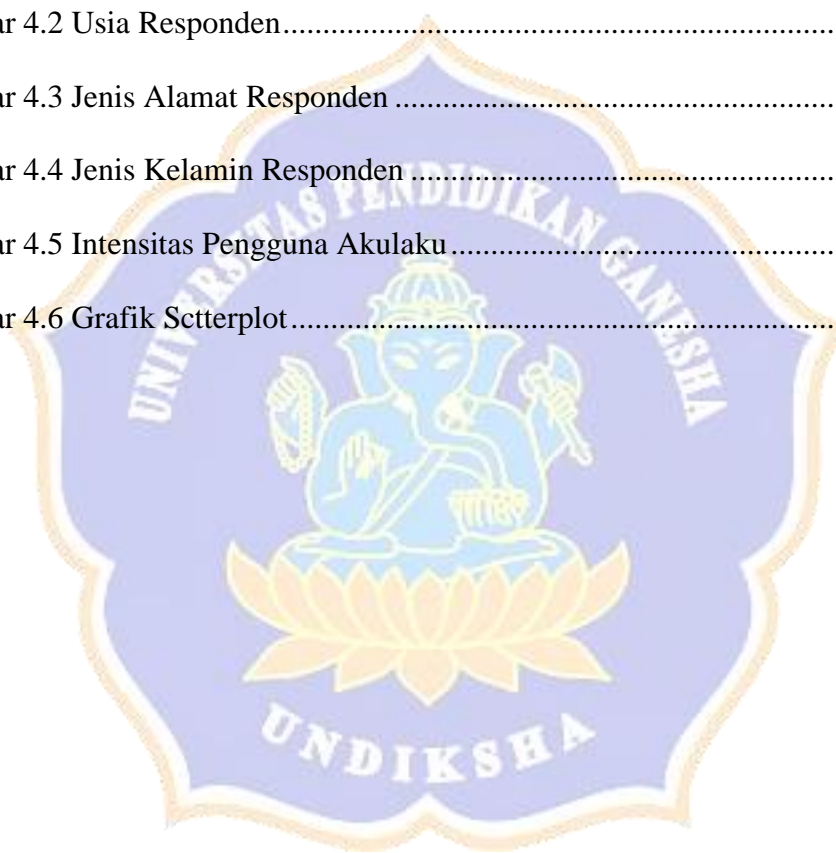 ar 4.2 Usia Responden
ar 4.3 Jenis Alamat Responden
ar 4.4 Jenis Kelamin Responden
ar 4.5 Intensitas Pengguna Akulaku
ar 4.6 Grafik Sctterplot
UNIVERSITAS PENDIDIKAN GANESHA
UNDIKSHA